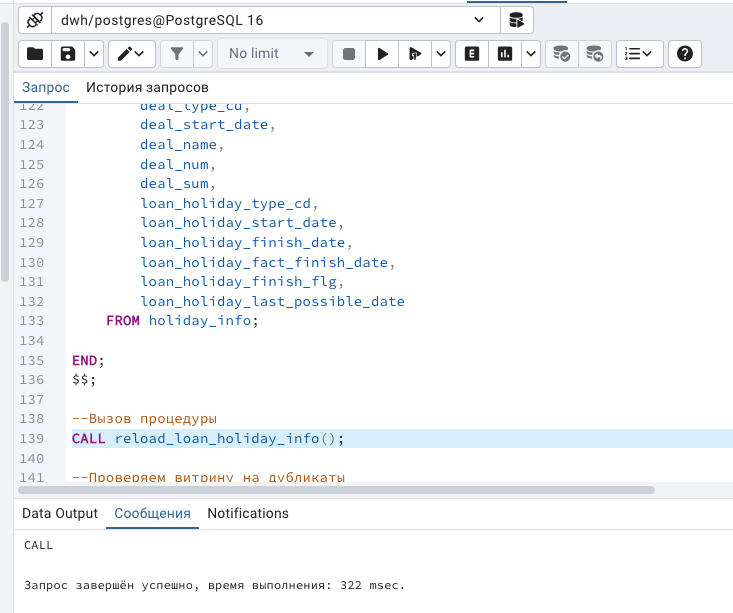 dwh/postgres@PostgreSQL 16
No limit
Запрос История запросов
122 deal_type_cd,
123 deal_start_date,
124 deal_name,
125 deal_num,
126 deal_sum,
127 loan_holiday_type_cd,
128 loan_holiday_start_date,
129 loan_holiday_finish_date,
130 loan_holiday_fact_finish_date,
131 loan_holiday_finish_flg,
132 loan_holiday_last_possible_date
133 FROM holiday_info;
134
135 END;
136 $$;
137
138 --Вызов процедуры
139 CALL reload_loan_holiday_info();
140
141 --Проверяем витрину на дубликаты
Data Output Сообщения Notifications
CALL
Запрос завершён успешно, время выполнения: 322 msec.